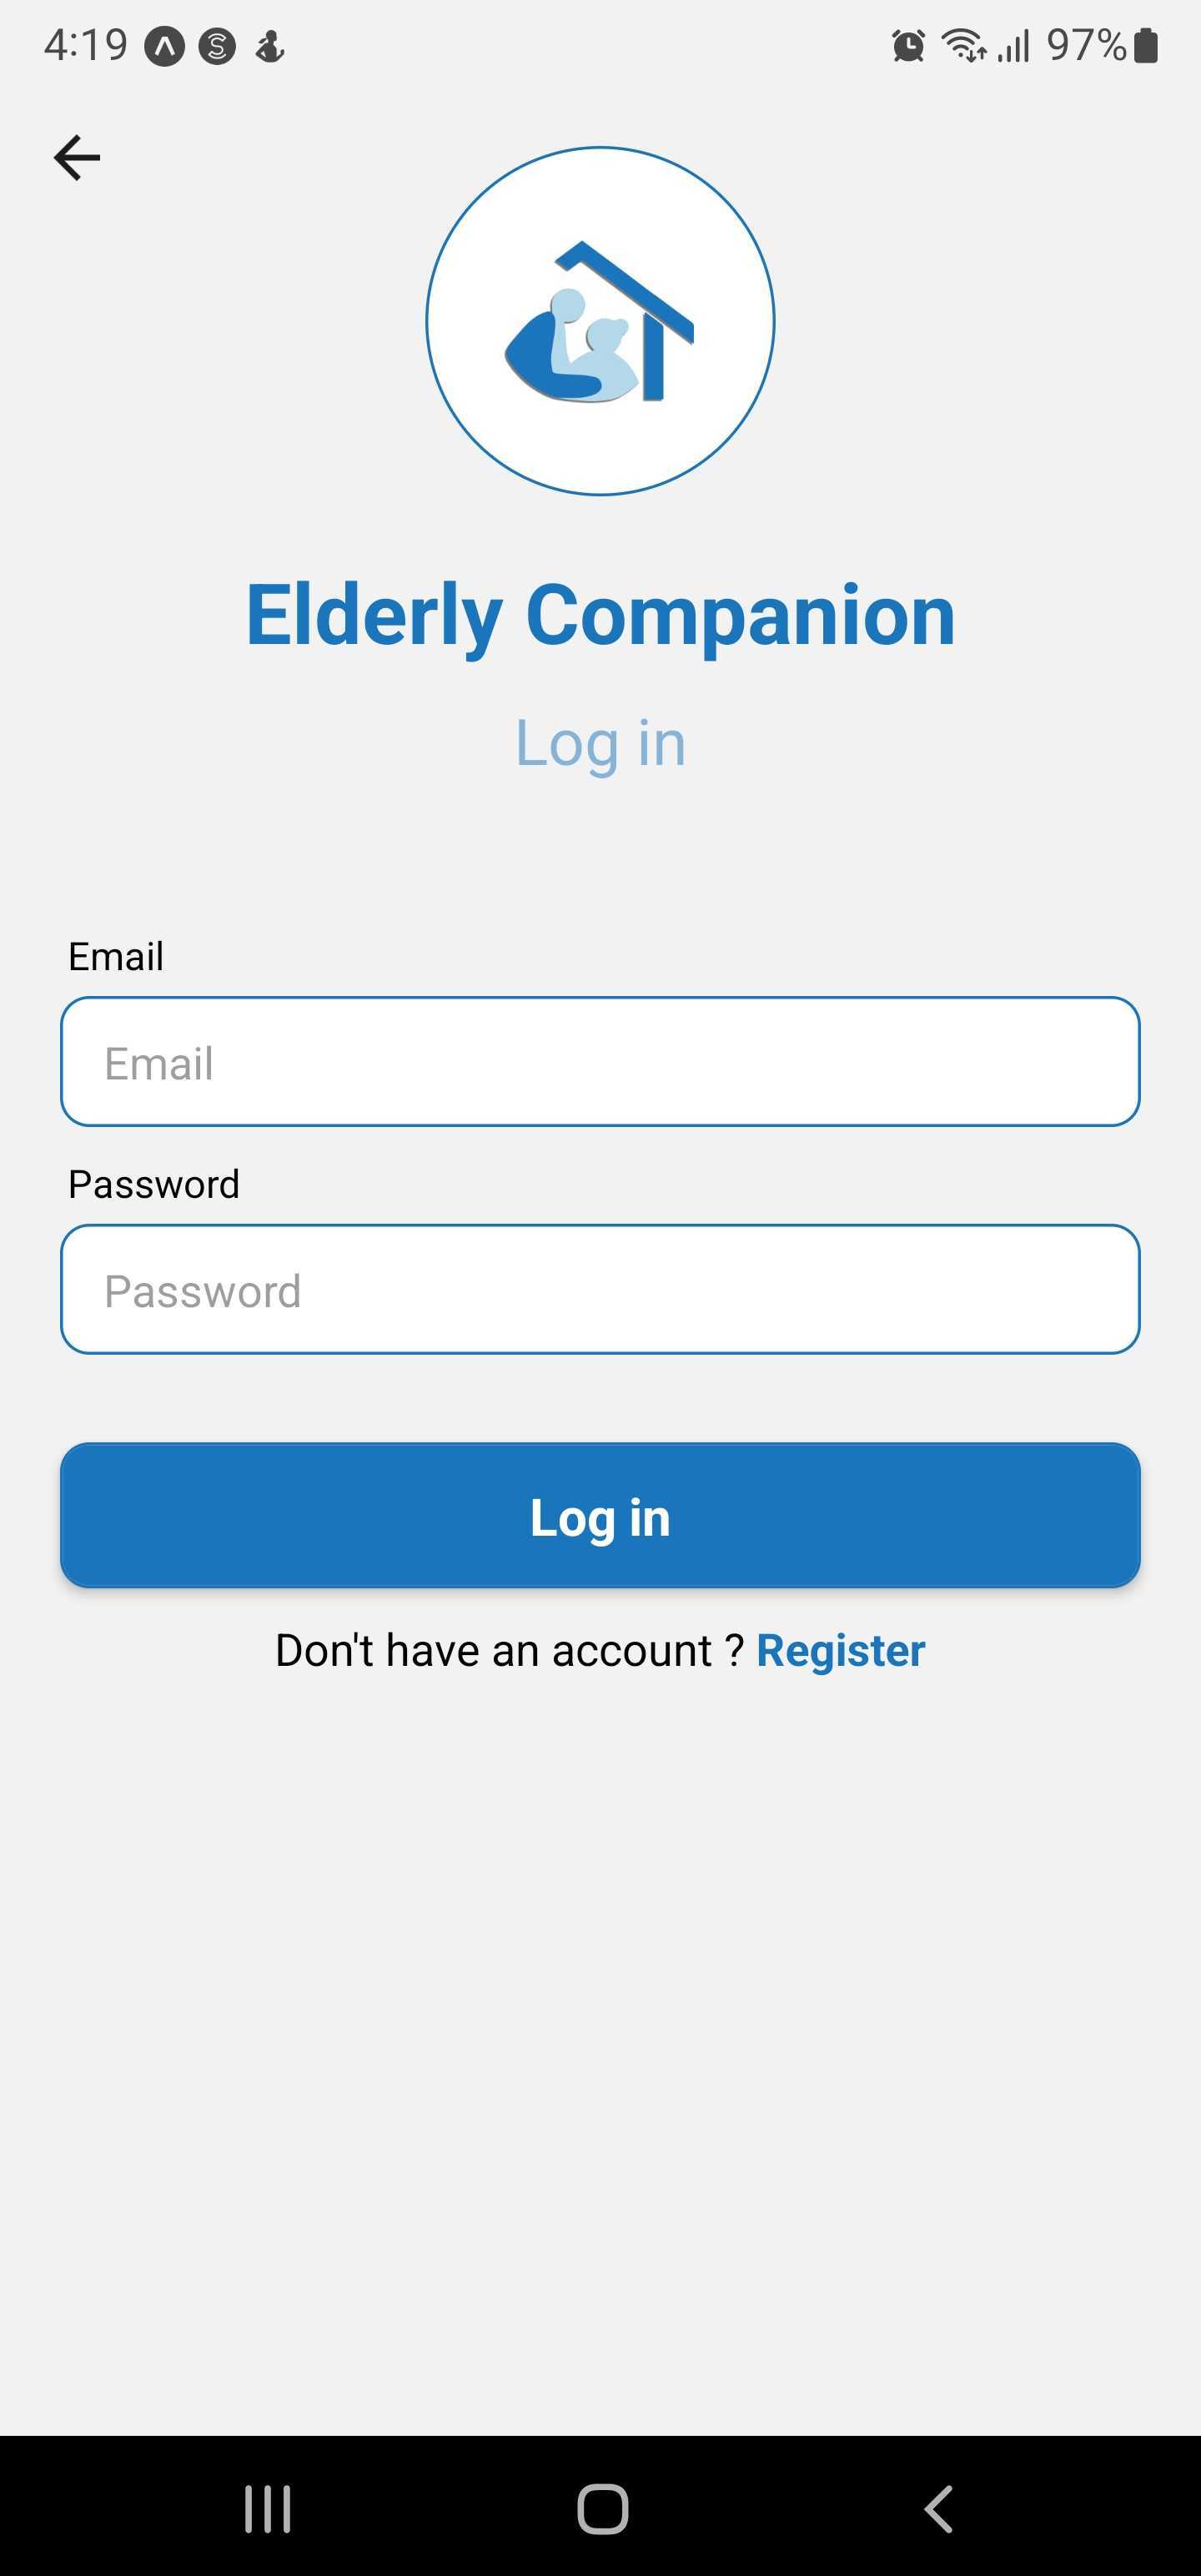 4:19
97%
Elderly Companion
Log in
Email
Email
Password
Password
Log in
Don't have an account ? Register